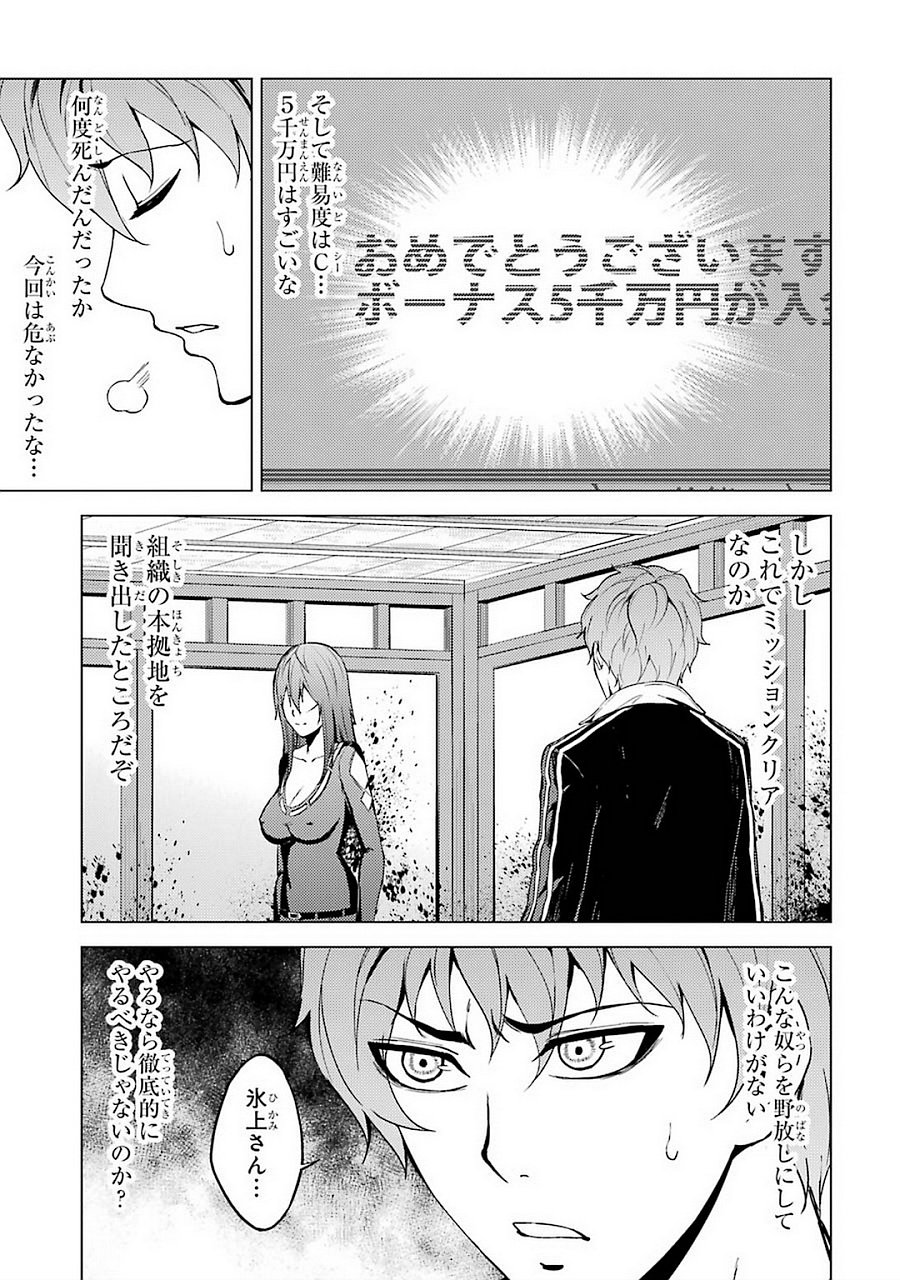 おめでとうございます
ボーナス5千万円が入金
そして難易度はC…
5千万円はすごいな
何度死んだんだったか
今回は危なかったな…
しかし
これでミッションクリア
なのか
組織の本拠地を
聞き出したところだぞ
こんな奴らを野放しにして
いいわけがない
氷上さん…
やるなら徹底的に
やるべきじゃないのか?